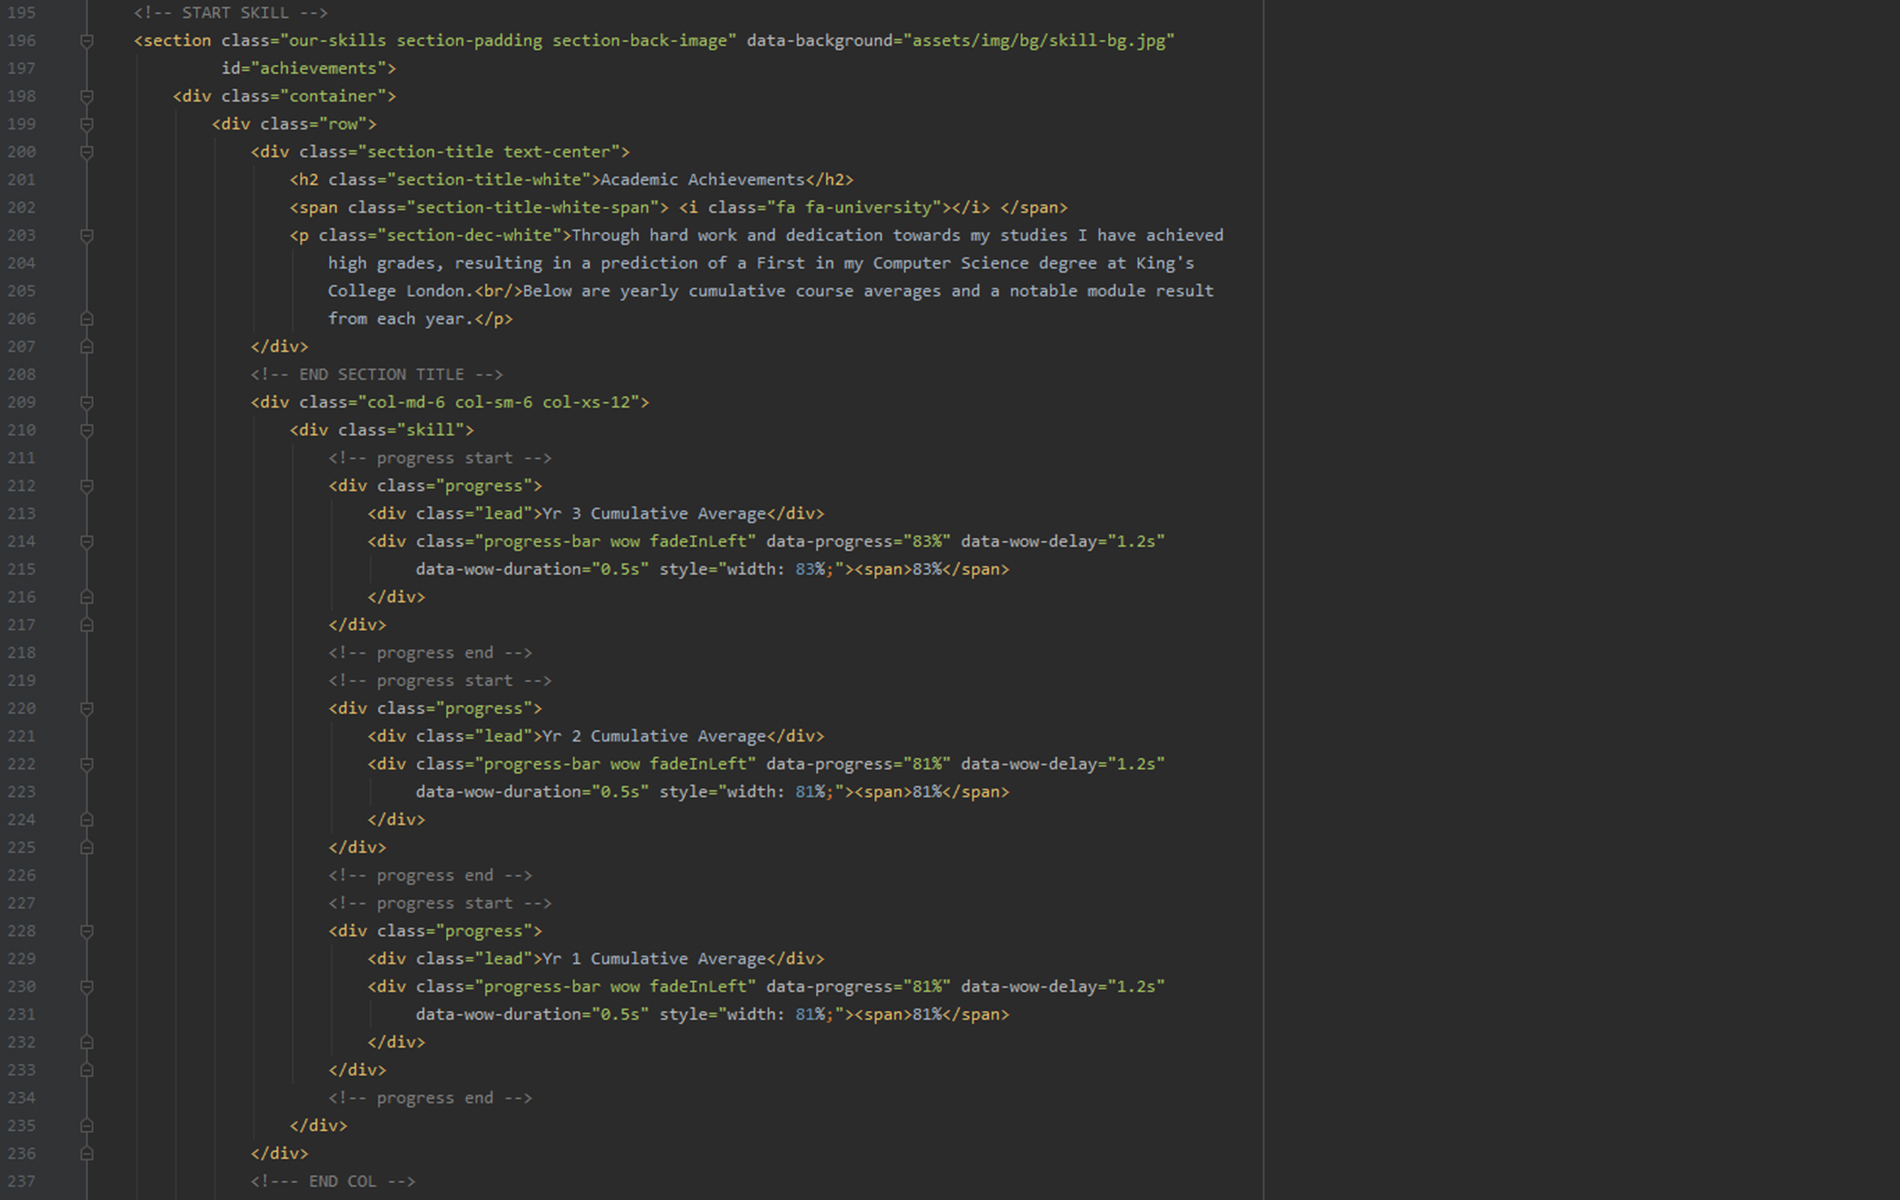 195 <!-- START SKILL -->
196 <section class="our-skills section-padding section-back-image" data-background="assets/img/bg/skill-bg.jpg"
197 id="achievements">
198 <div class="container">
199 <div class="row">
200 <div class="section-title text-center">
201 <h2 class="section-title-white">Academic Achievements</h2>
202 <span class="section-title-white-span"> <i class="fa fa-university"></i> </span>
203 <p class="section-dec-white">Through hard work and dedication towards my studies I have achieved
204 high grades, resulting in a prediction of a First in my Computer Science degree at King's
205 College London.<br/>Below are yearly cumulative course averages and a notable module result
206 from each year.</p>
207 </div>
208 <!-- END SECTION TITLE -->
209 <div class="col-md-6 col-sm-6 col-xs-12">
210 <div class="skill">
211 <!-- progress start -->
212 <div class="progress">
213 <div class="lead">Yr 3 Cumulative Average</div>
214 <div class="progress-bar wow fadeInLeft" data-progress="83%" data-wow-delay="1.2s"
215 data-wow-duration="0.5s" style="width: 83%;"><span>83%</span>
216 </div>
217 </div>
218 <!-- progress end -->
219 <!-- progress start -->
220 <div class="progress">
221 <div class="lead">Yr 2 Cumulative Average</div>
222 <div class="progress-bar wow fadeInLeft" data-progress="81%" data-wow-delay="1.2s"
223 data-wow-duration="0.5s" style="width: 81%;"><span>81%</span>
224 </div>
225 </div>
226 <!-- progress end -->
227 <!-- progress start -->
228 <div class="progress">
229 <div class="lead">Yr 1 Cumulative Average</div>
230 <div class="progress-bar wow fadeInLeft" data-progress="81%" data-wow-delay="1.2s"
231 data-wow-duration="0.5s" style="width: 81%;"><span>81%</span>
232 </div>
233 </div>
234 <!-- progress end -->
235 </div>
236 </div>
237 <!--- END COL -->